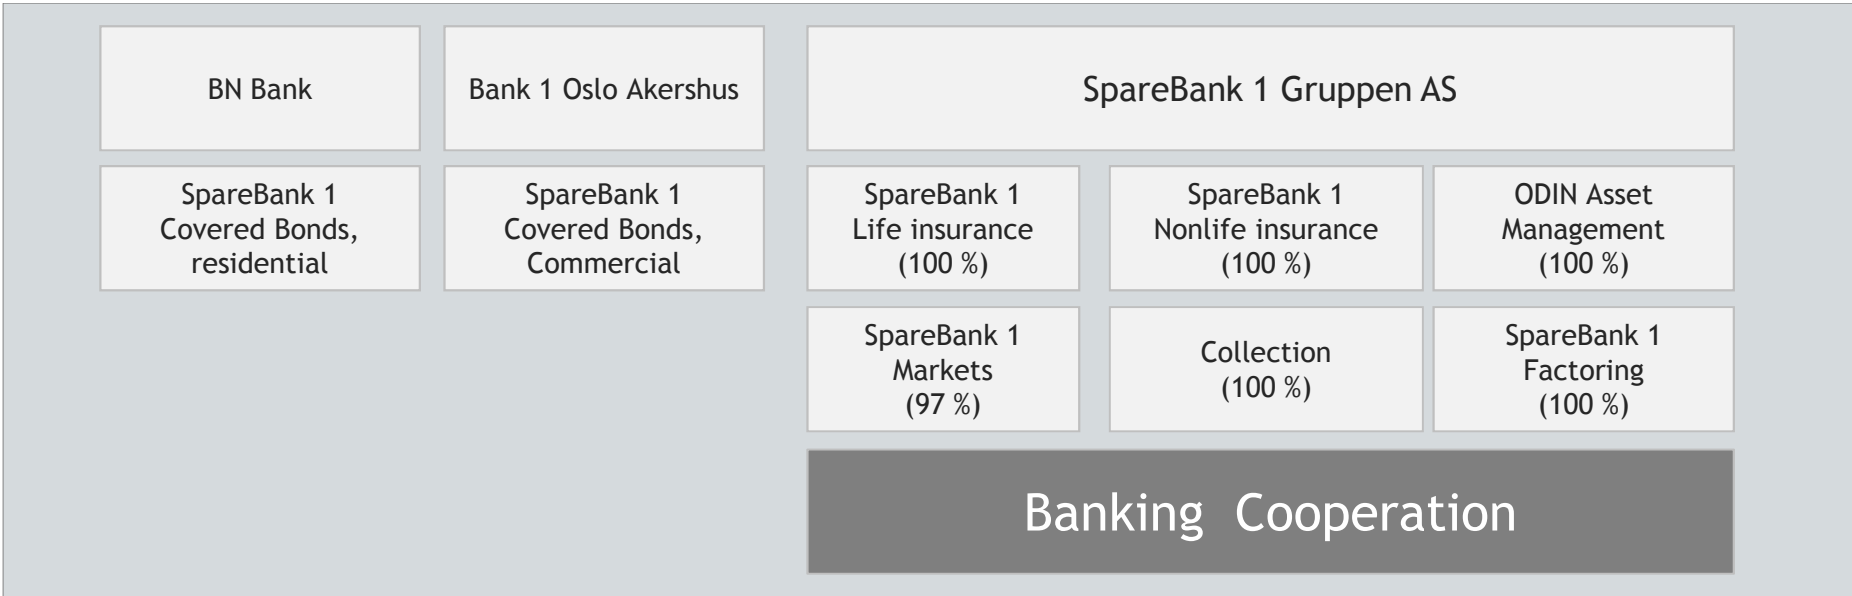 BN Bank
Bank 1 Oslo Akershus
SpareBank 1 Gruppen AS
SpareBank 1
Covered Bonds,
residential
SpareBank 1
Covered Bonds,
Commercial
SpareBank 1
Life insurance
(100 %)
SpareBank 1
Nonlife insurance
(100 %)
ODIN Asset
Management
(100 %)
SpareBank 1
Markets
(97 %)
Collection
(100 %)
SpareBank 1
Factoring
(100 %)
Banking Cooperation